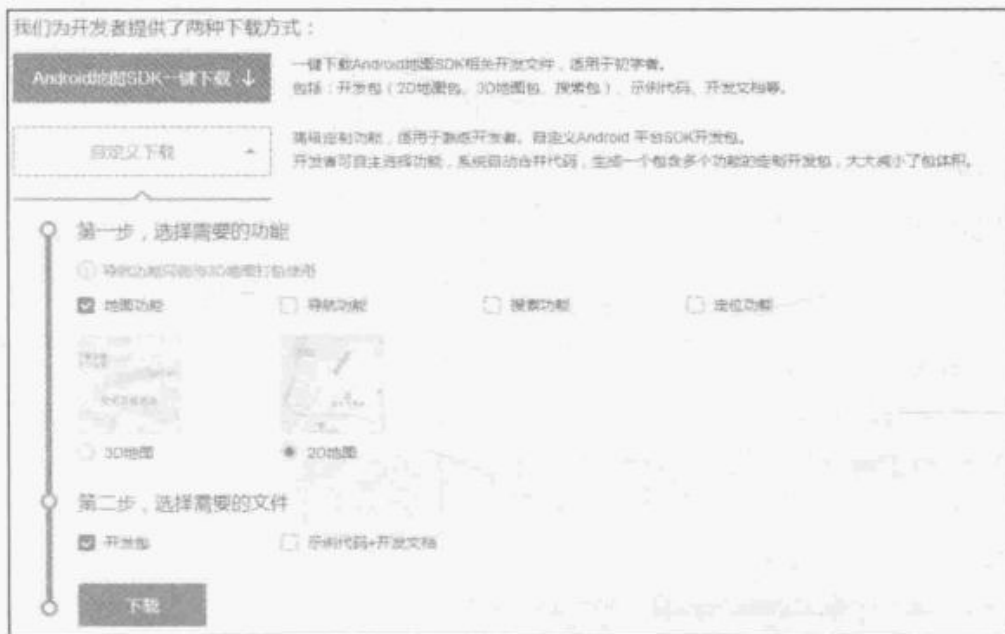 我们为开发者提供了两种下载方式：
Android地图SDK一键下载 ↓
一键下载Android地图SDK相关开发文件，适用于初学者。
包括：开发包（2D地图包、3D地图包、搜索包）、示例代码、开发文档等。
自定义下载
高级定制功能，适用于熟练开发者。自定义Android 平台SDK开发包。
开发者可自主选择功能，系统自动合并代码，生成一个包含多个功能的定制开发包，大大减小了包体积。
第一步，选择需要的功能
导航功能只能与3D地图打包使用
地图功能
导航功能
搜索功能
定位功能
3D地图
2D地图
第二步，选择需要的文件
开发包
示例代码+开发文档
下载